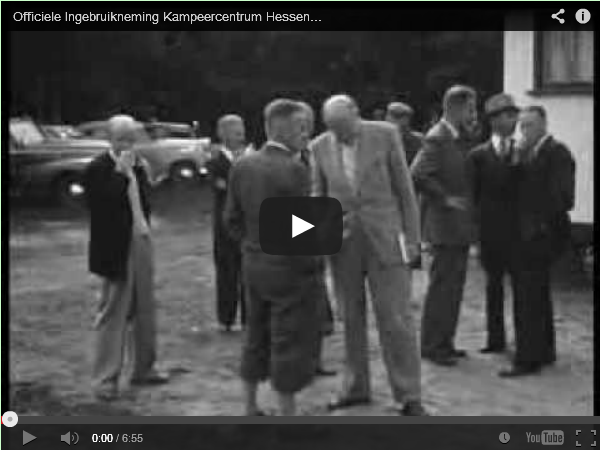 Officiele Ingebruikneming Kampeercentrum Hessen...
0:00 / 6:55
YouTube